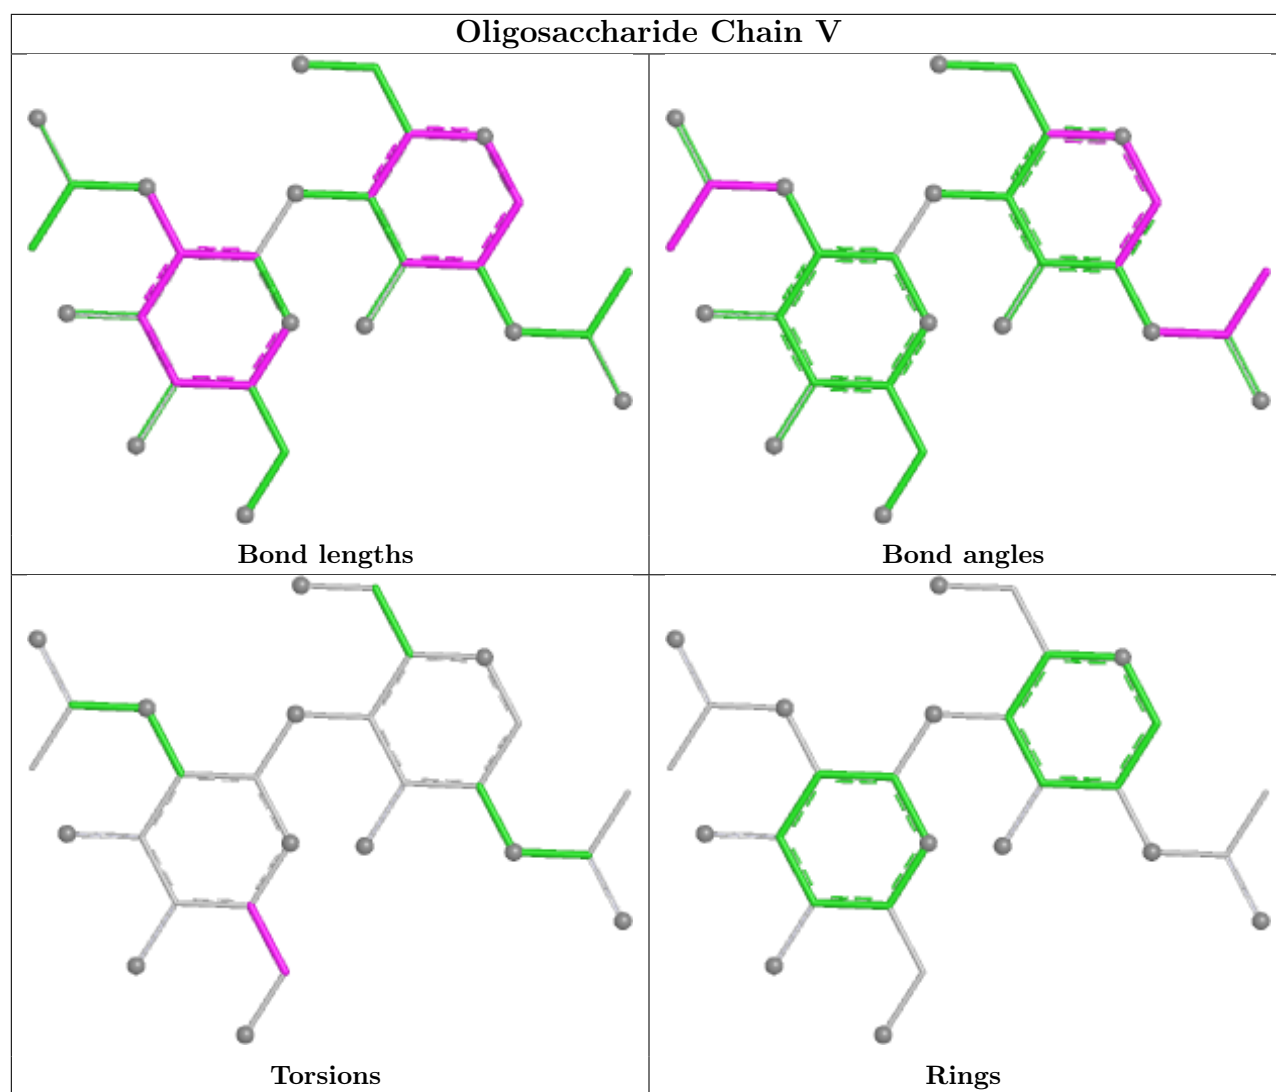 Oligosaccharide Chain V
Bond lengths
Bond angles
Torsions
Rings